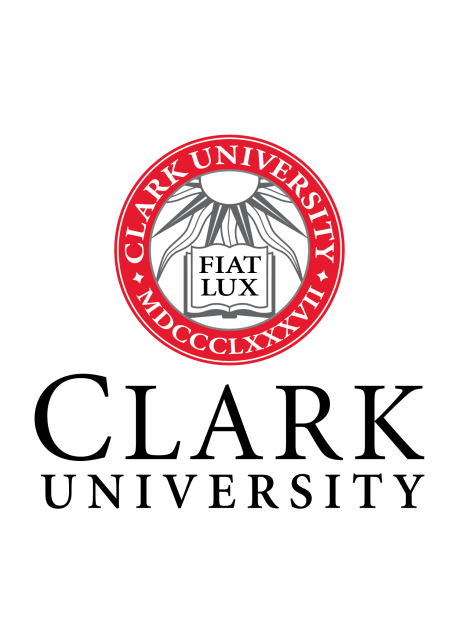 CLARK UNIVERSITY
FIAT
LUX
MDCCCLXXXVII
CLARK
UNIVERSITY